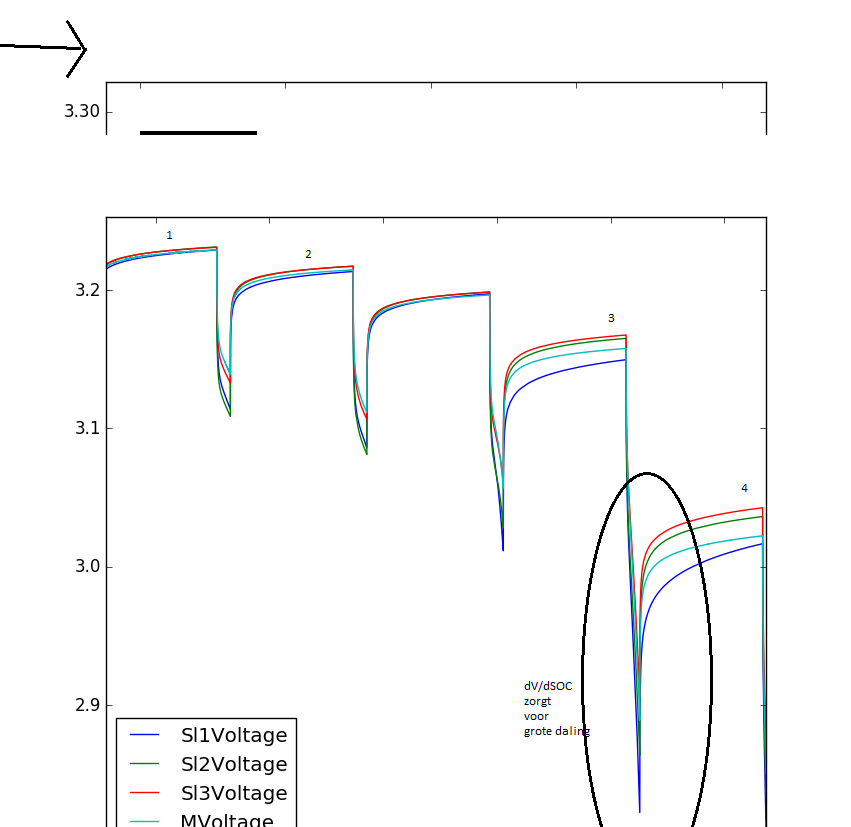 3.30
1
2
3.2
3
3.1
4
3.0
dV/dSOC
zorgt
voor
grote daling
2.9
Sl1Voltage
Sl2Voltage
Sl3Voltage
MVoltage